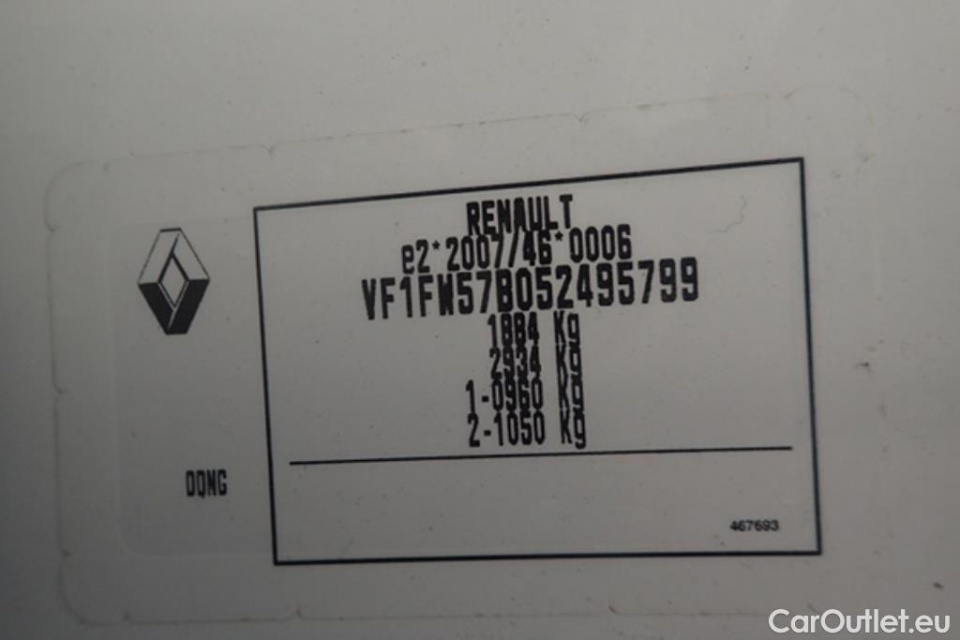 RENAULT
e2*2007/46*0006
VF1FW57B052495799
1884 Kg
2934 Kg
1-0960 Kg
2-1050 Kg
DQNG
467693
CarOutlet.eu